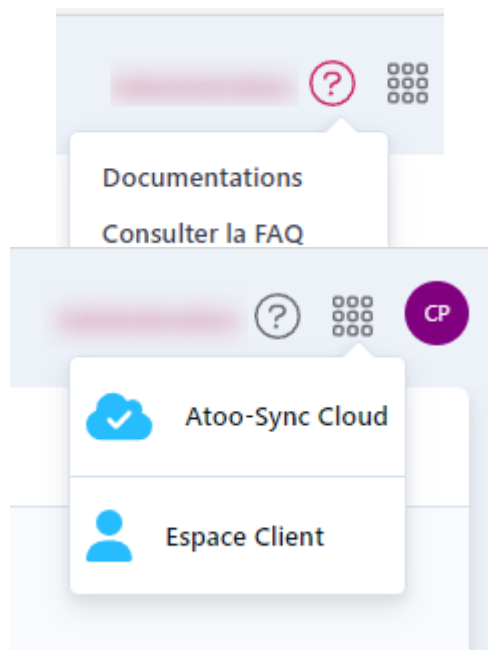 ?
Documentations
Consulter la FAQ
?
CP
Atoo-Sync Cloud
Espace Client